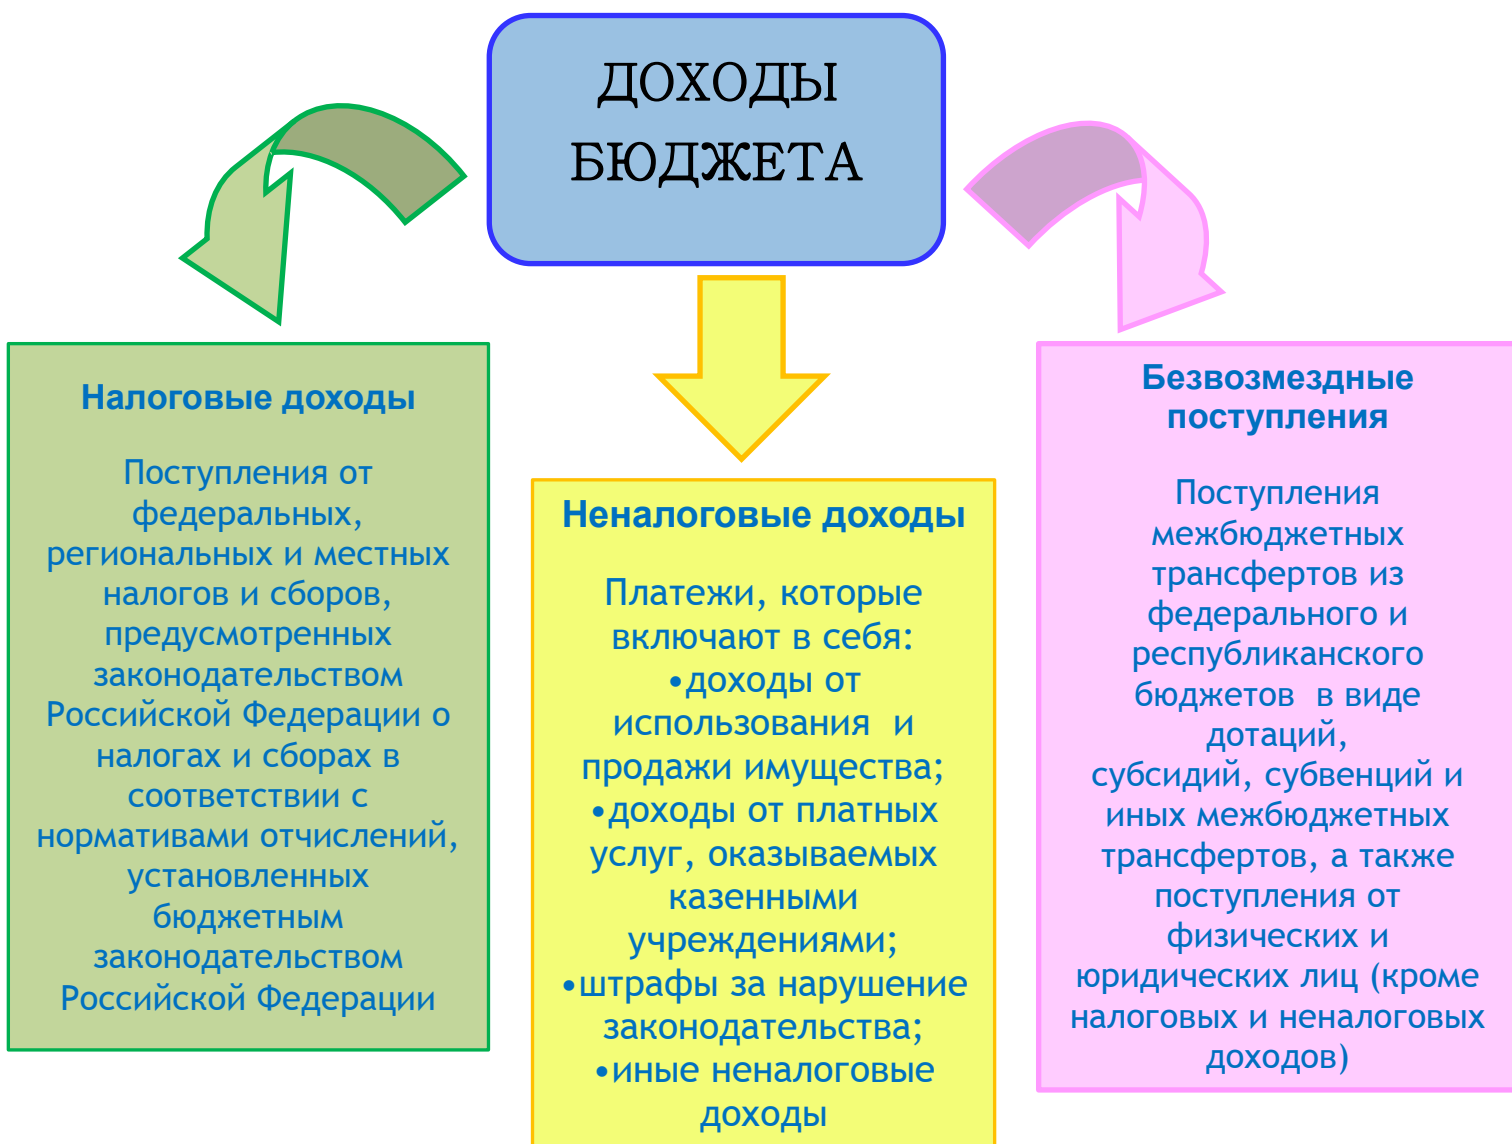 ДОХОДЫ
БЮДЖЕТА
Налоговые доходы
Поступления от
федеральных,
региональных и местных
налогов и сборов,
предусмотренных
законодательством
Российской Федерации о
налогах и сборах в
соответствии с
нормативами отчислений,
установленных
бюджетным
законодательством
Российской Федерации
Неналоговые доходы
Платежи, которые
включают в себя:
•доходы от
использования и
продажи имущества;
•доходы от платных
услуг, оказываемых
казенными
учреждениями;
•штрафы за нарушение
законодательства;
•иные неналоговые
доходы
Безвозмездные
поступления
Поступления
межбюджетных
трансфертов из
федерального и
республиканского
бюджетов в виде
дотаций,
субсидий, субвенций и
иных межбюджетных
трансфертов, а также
поступления от
физических и
юридических лиц (кроме
налоговых и неналоговых
доходов)